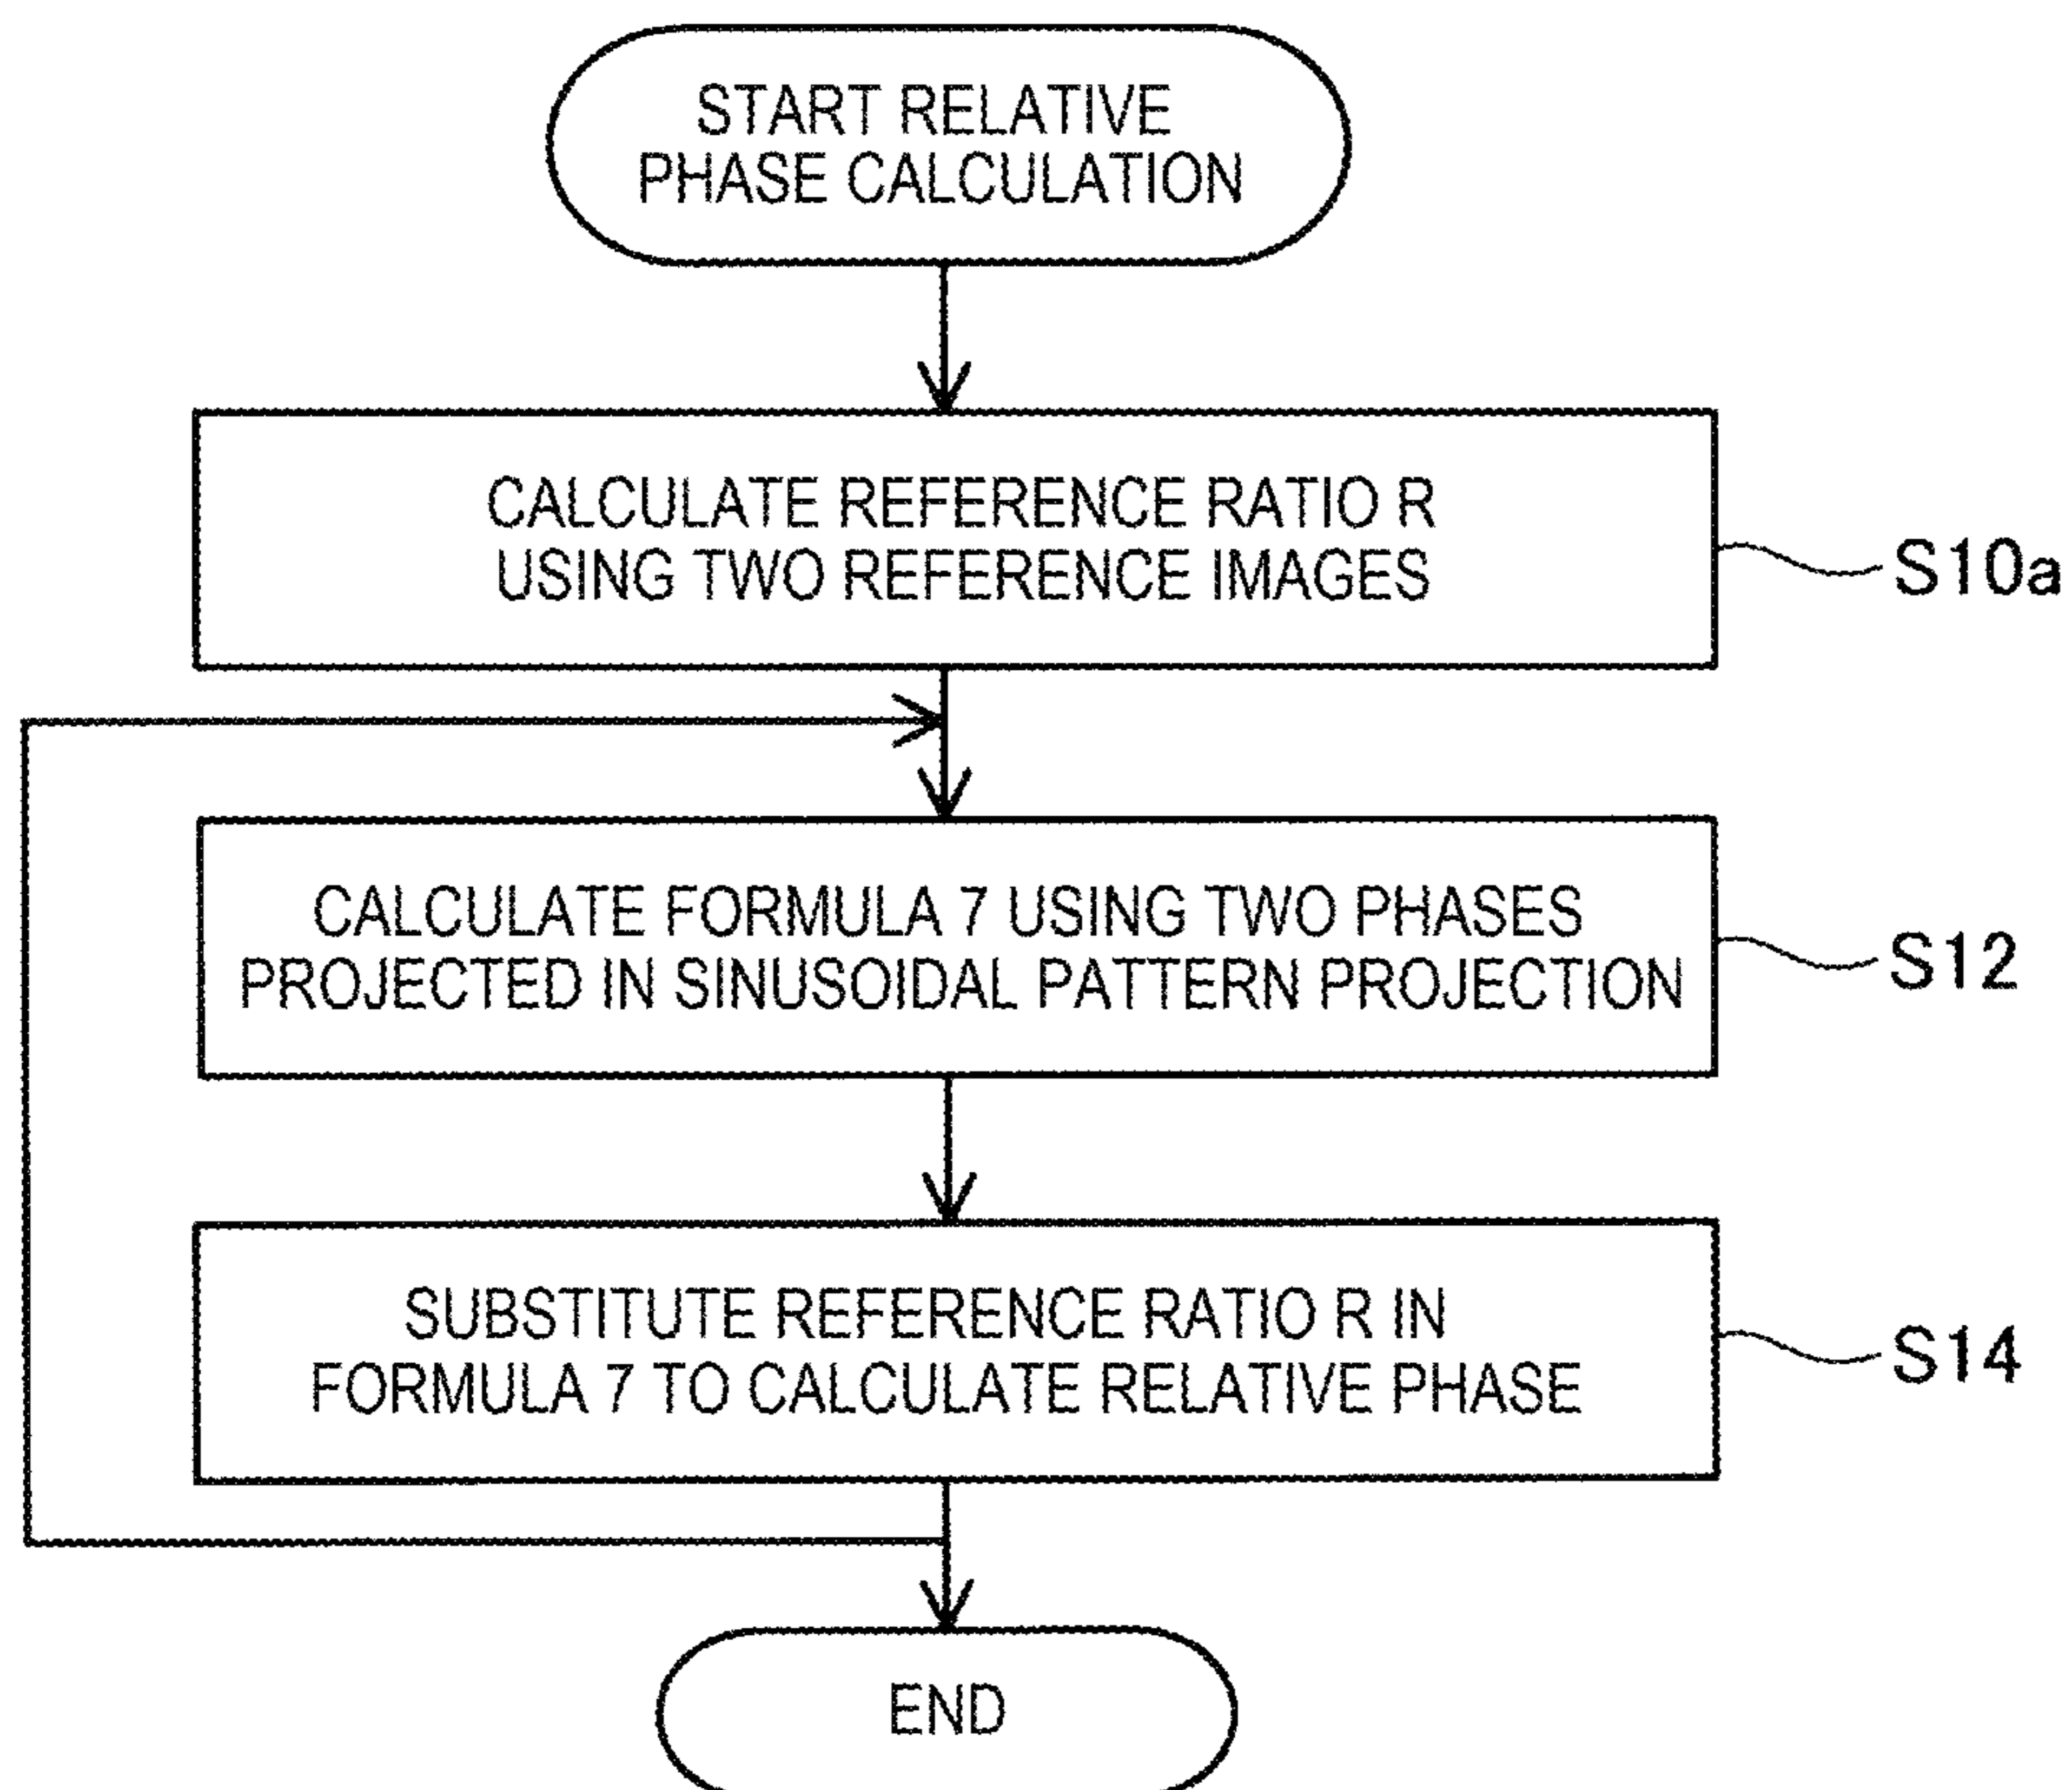 START RELATIVE
PHASE CALCULATION
CALCULATE REFERENCE RATIO R
USING TWO REFERENCE IMAGES
S10a
CALCULATE FORMULA 7 USING TWO PHASES
PROJECTED IN SINUSOIDAL PATTERN PROJECTION
S12
SUBSTITUTE REFERENCE RATIO R IN
FORMULA 7 TO CALCULATE RELATIVE PHASE
S14
END